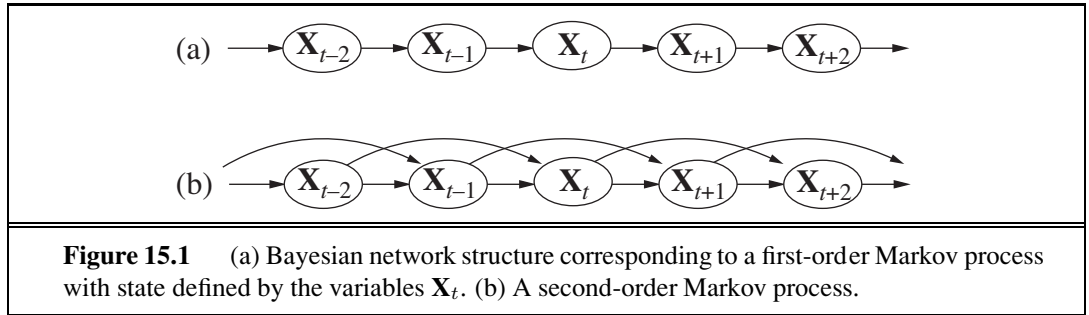 (a) X_{t–2} X_{t–1} X_t X_{t+1} X_{t+2}
(b) X_{t–2} X_{t–1} X_t X_{t+1} X_{t+2}
Figure 15.1 (a) Bayesian network structure corresponding to a first-order Markov process
with state defined by the variables X_t. (b) A second-order Markov process.